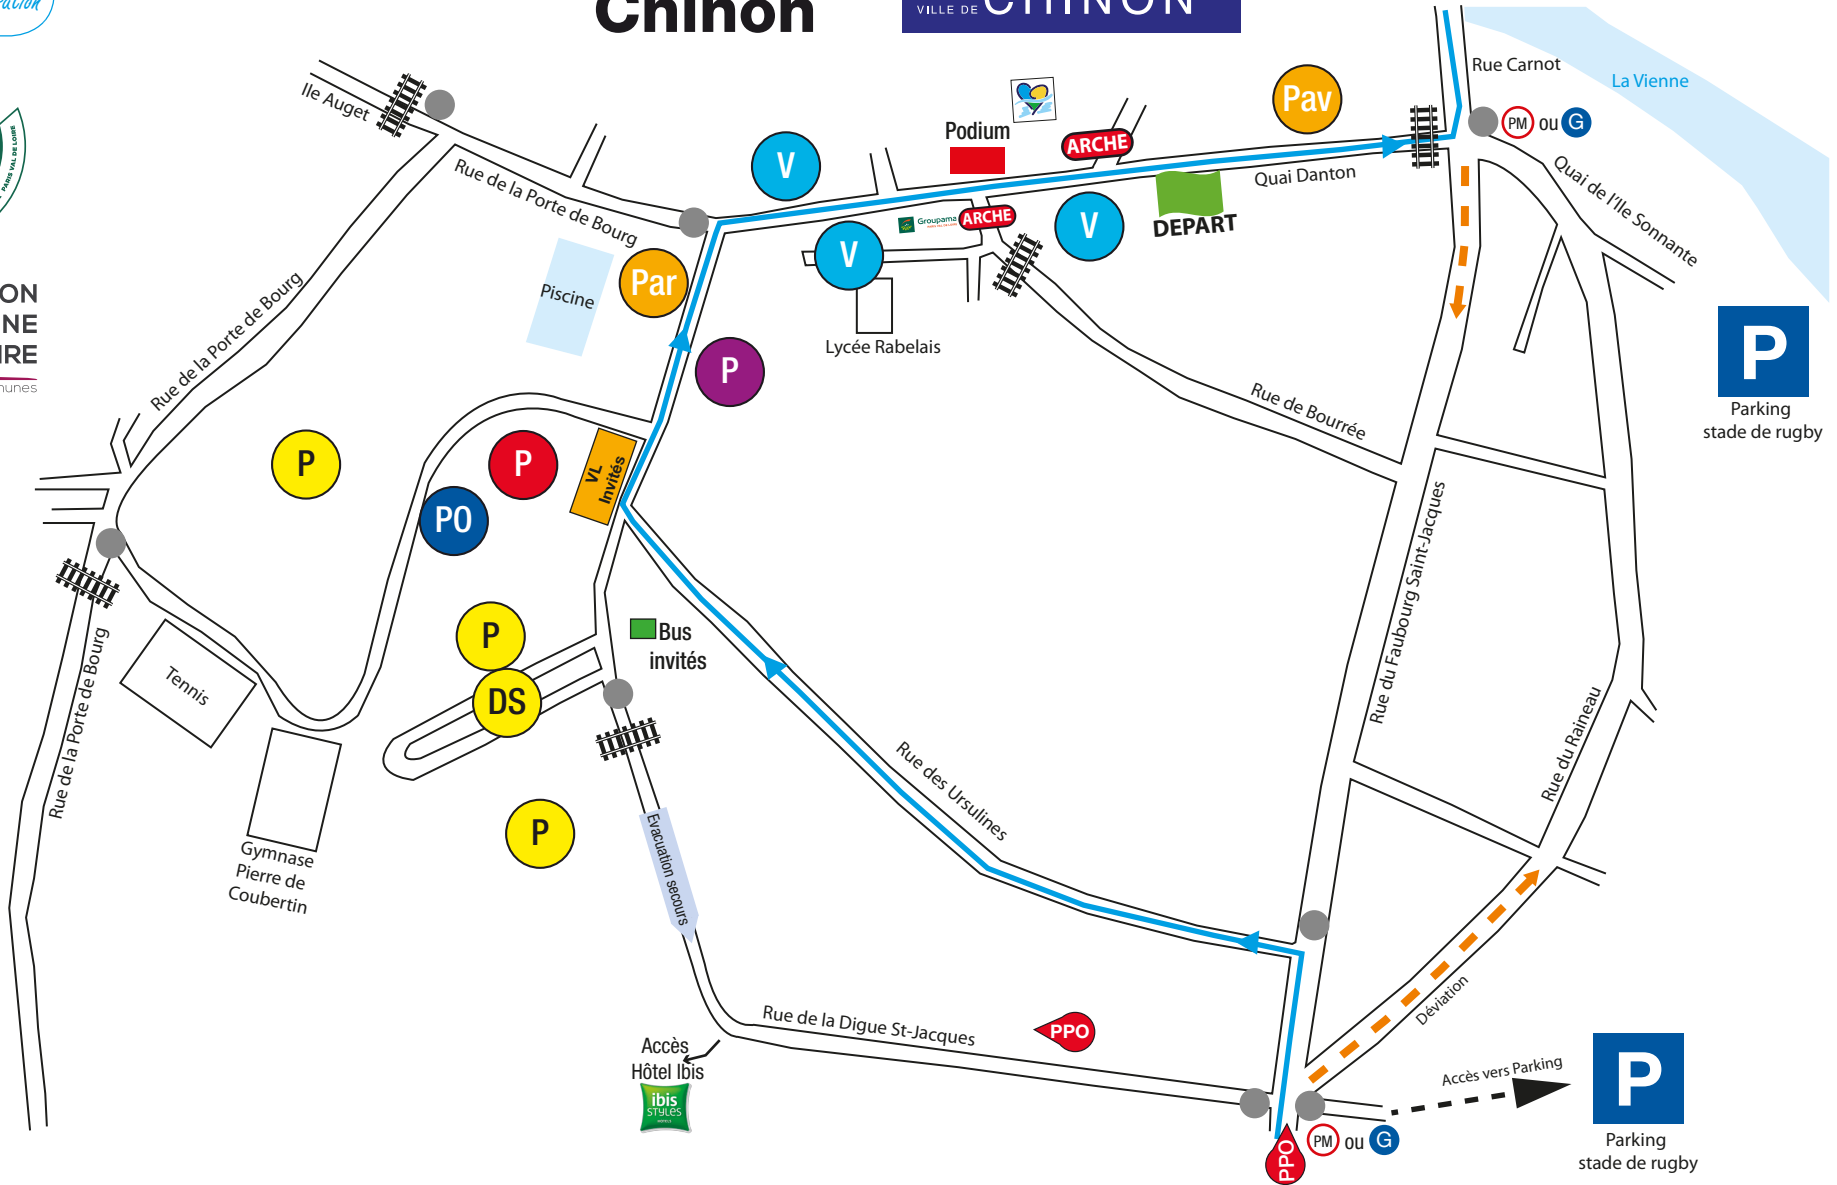 Chinon
VILLE DE CHINON
PARIS VAL DE LOIRE
Ile Auget
Rue de la Porte de Bourg
Rue de la Porte de Bourg
Rue de la Porte de Bourg
V
Podium
ARCHE
Pav
Rue Carnot
La Vienne
PM ou G
Quai Danton
Quai de l'Ile Sonnante
Groupama
ARCHE
V
V
DEPART
Piscine
Par
P
Lycée Rabelais
Rue de Bourrée
P
Parking
stade de rugby
P
P
PO
VL
Invités
P
DS
Bus
invités
Tennis
Gymnase
Pierre de
Coubertin
P
Evacuation secours
Rue des Ursulines
Rue du Faubourg Saint-Jacques
Rue du Raineau
Déviation
Rue de la Digue St-Jacques
PPO
Accès
Hôtel Ibis
ibis
STYLES
Accès vers Parking
P
Parking
stade de rugby
PPO
PM ou G